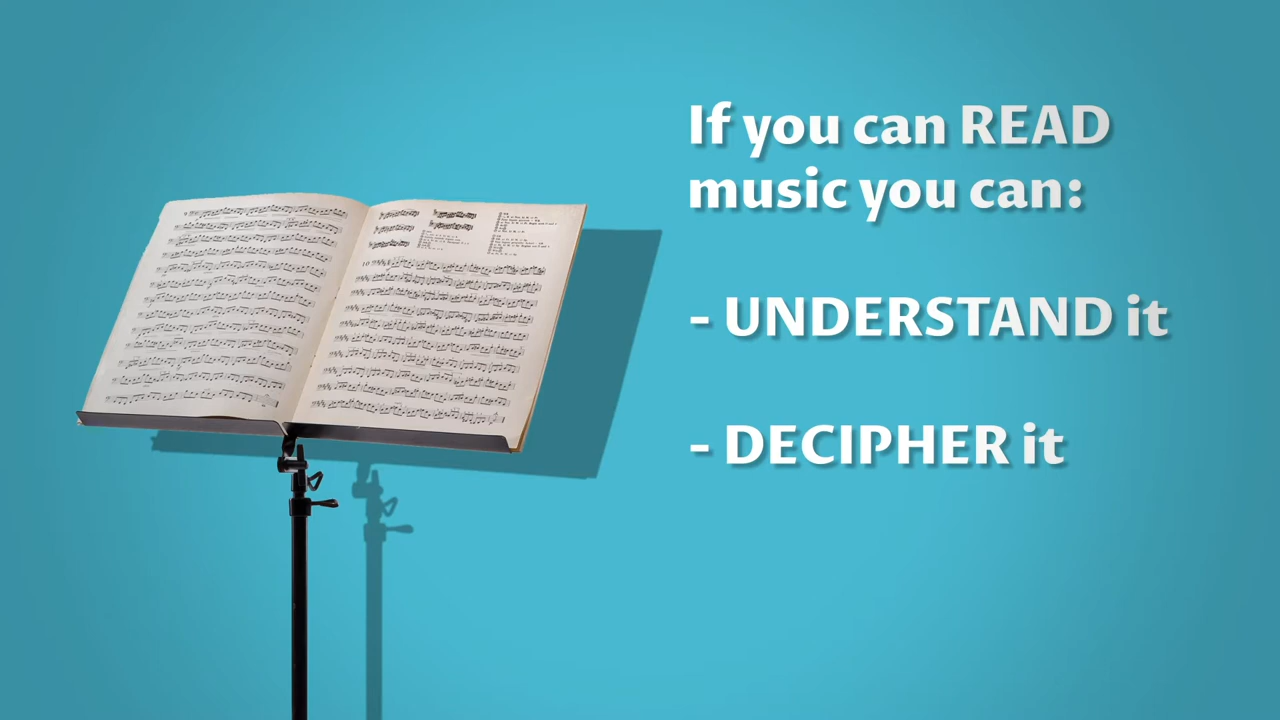 If you can READ
music you can:
- UNDERSTAND it
- DECIPHER it